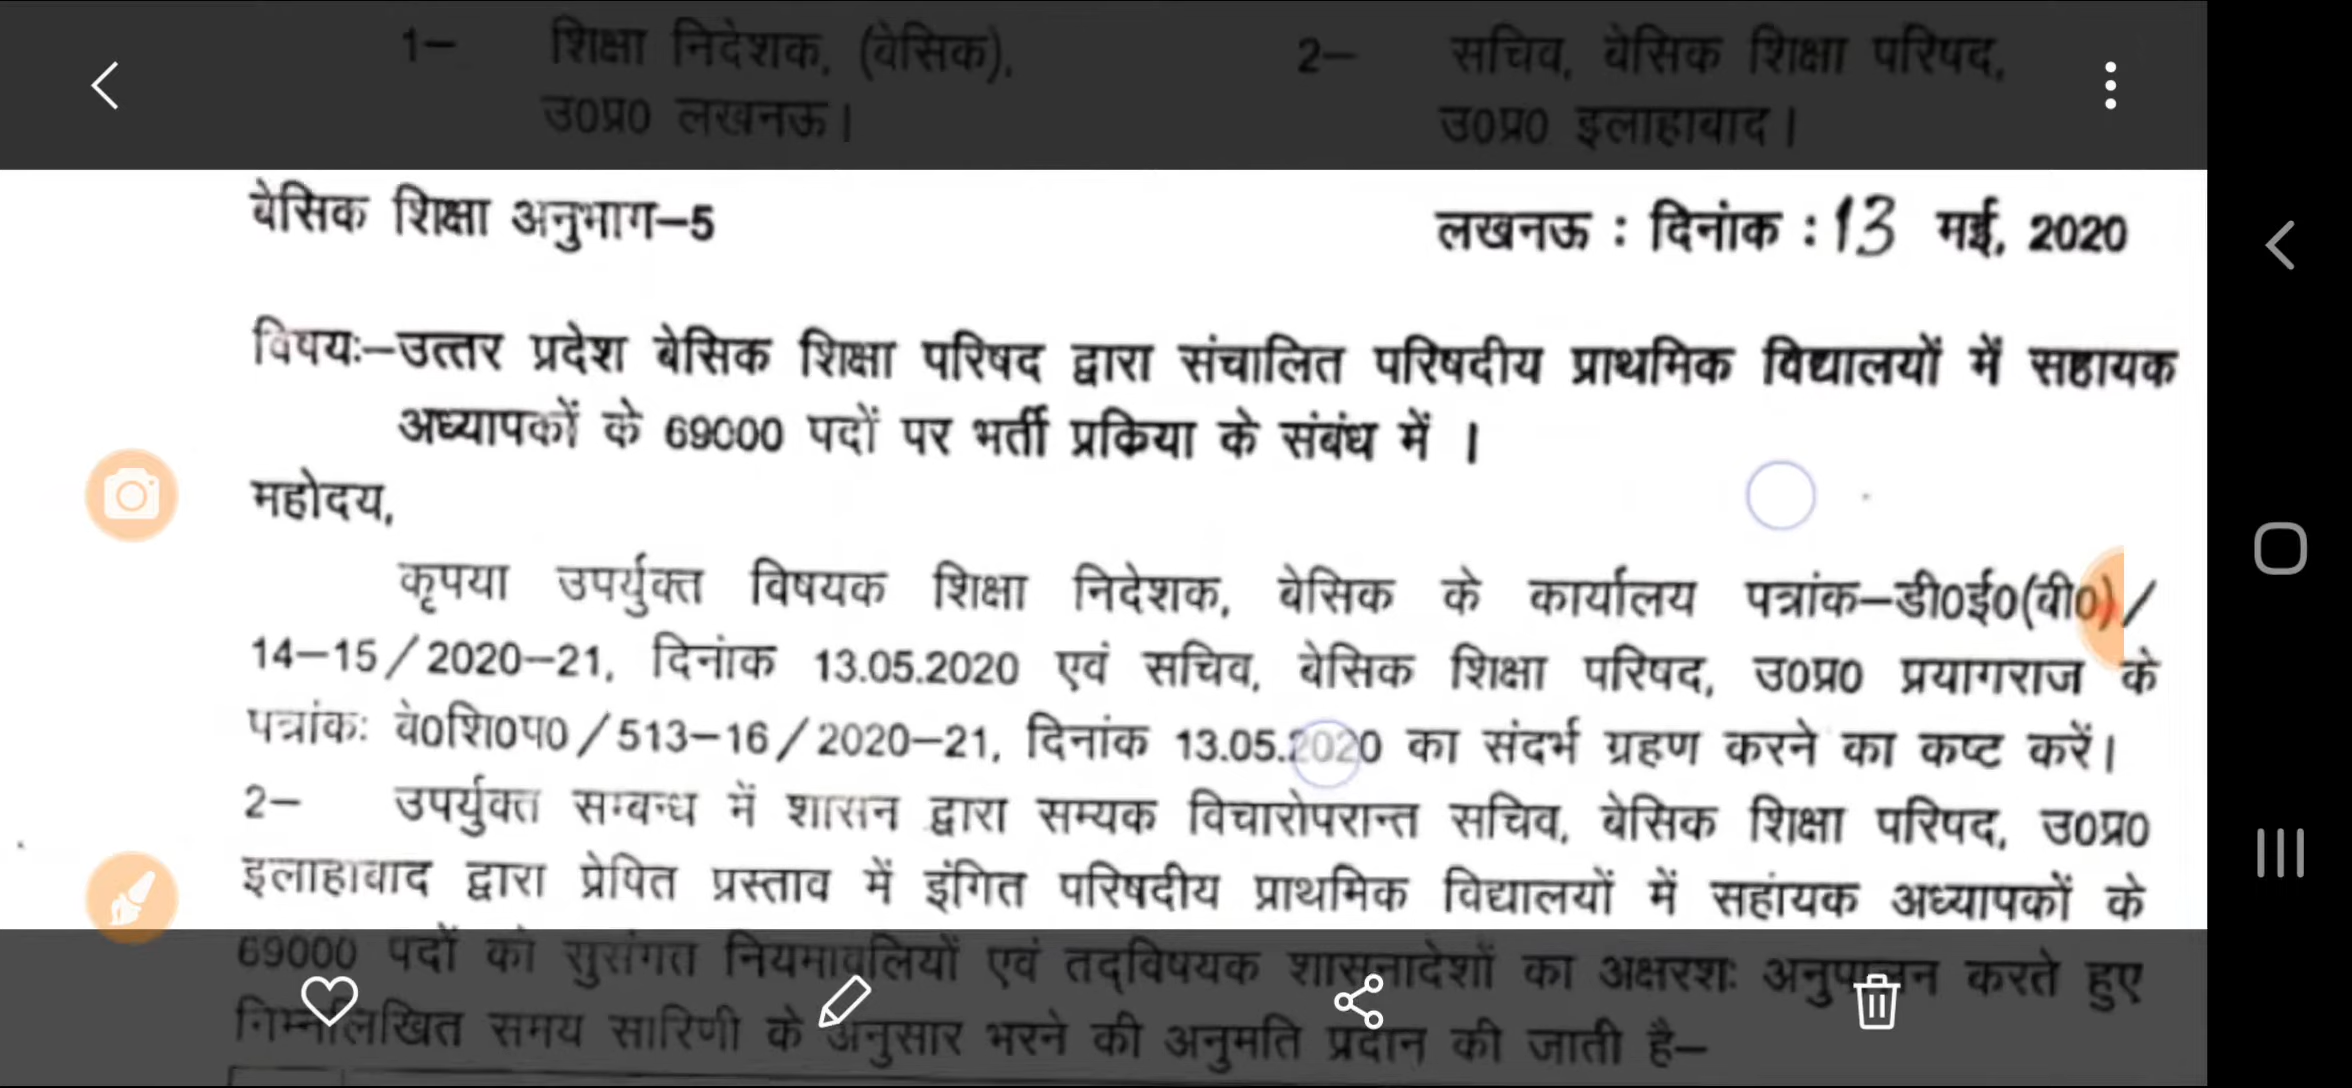 1– शिक्षा निदेशक, (बेसिक), 2– सचिव, बेसिक शिक्षा परिषद,
उ0प्र0 लखनऊ। उ0प्र0 इलाहाबाद।
बेसिक शिक्षा अनुभाग–5 लखनऊ : दिनांक : 13 मई, 2020
विषयः–उत्तर प्रदेश बेसिक शिक्षा परिषद द्वारा संचालित परिषदीय प्राथमिक विद्यालयों में सहायक
अध्यापकों के 69000 पदों पर भर्ती प्रकिया के संबंध में ।
महोदय,
कृपया उपर्युक्त विषयक शिक्षा निदेशक, बेसिक के कार्यालय पत्रांक–डी0ई0(बी0)/
14–15/2020–21, दिनांक 13.05.2020 एवं सचिव, बेसिक शिक्षा परिषद, उ0प्र0 प्रयागराज के
पत्रांकः बे0शि0प0/513–16/2020–21, दिनांक 13.05.2020 का संदर्भ ग्रहण करने का कष्ट करें।
2– उपर्युक्त सम्बन्ध में शासन द्वारा सम्यक विचारोपरान्त सचिव, बेसिक शिक्षा परिषद, उ0प्र0
इलाहाबाद द्वारा प्रेषित प्रस्ताव में इंगित परिषदीय प्राथमिक विद्यालयों में सहांयक अध्यापकों के
69000 पदों को सुसंगत नियमावलियों एवं तद्विषयक शासनादेशों का अक्षरशः अनुपालन करते हुए
निम्नलिखित समय सारिणी के अनुसार भरने की अनुमति प्रदान की जाती है–